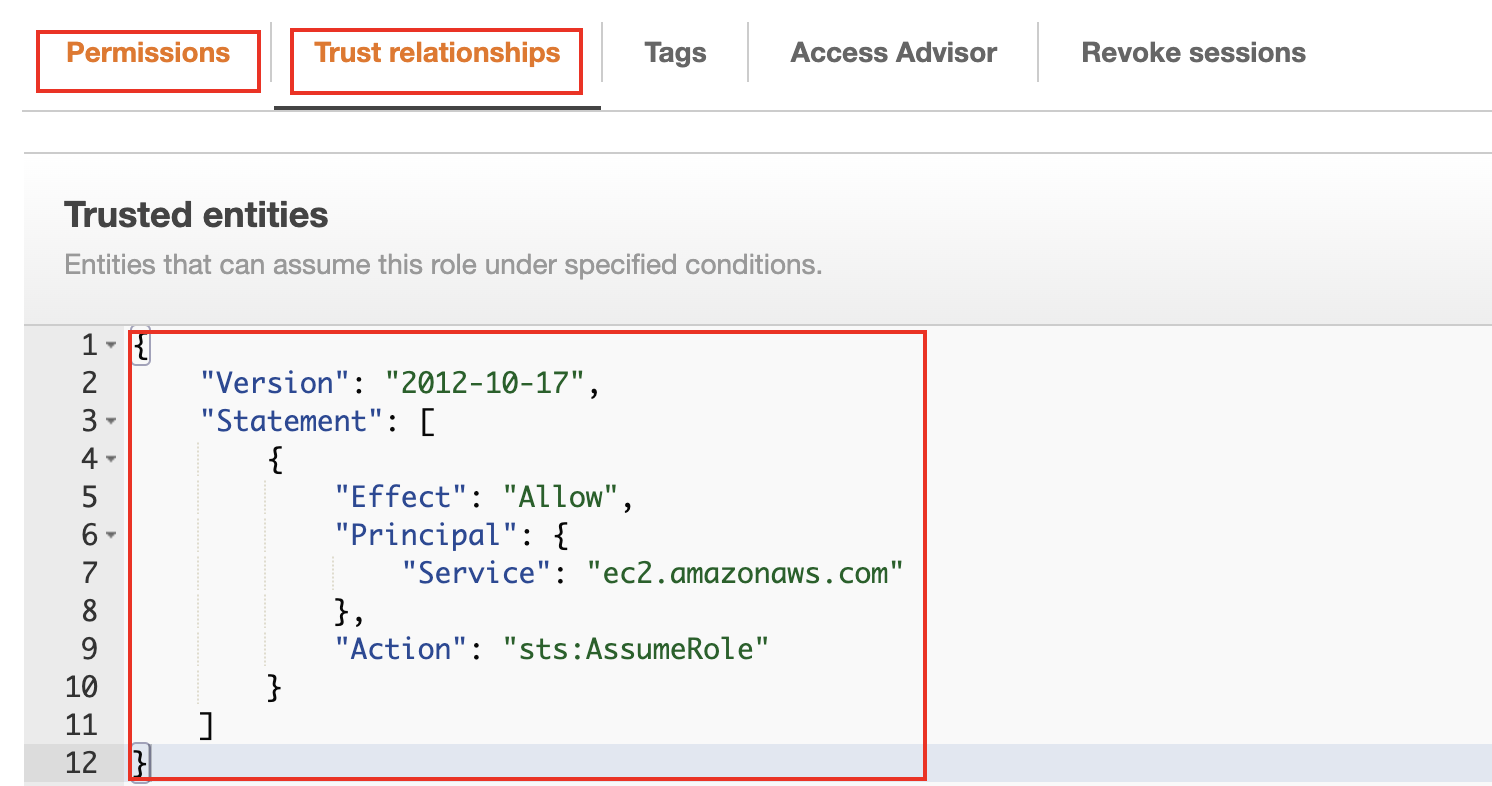 Permissions Trust relationships Tags Access Advisor Revoke sessions
Trusted entities
Entities that can assume this role under specified conditions.
1 {
2 "Version": "2012-10-17",
3 "Statement": [
4 {
5 "Effect": "Allow",
6 "Principal": {
7 "Service": "ec2.amazonaws.com"
8 },
9 "Action": "sts:AssumeRole"
10 }
11 ]
12 }